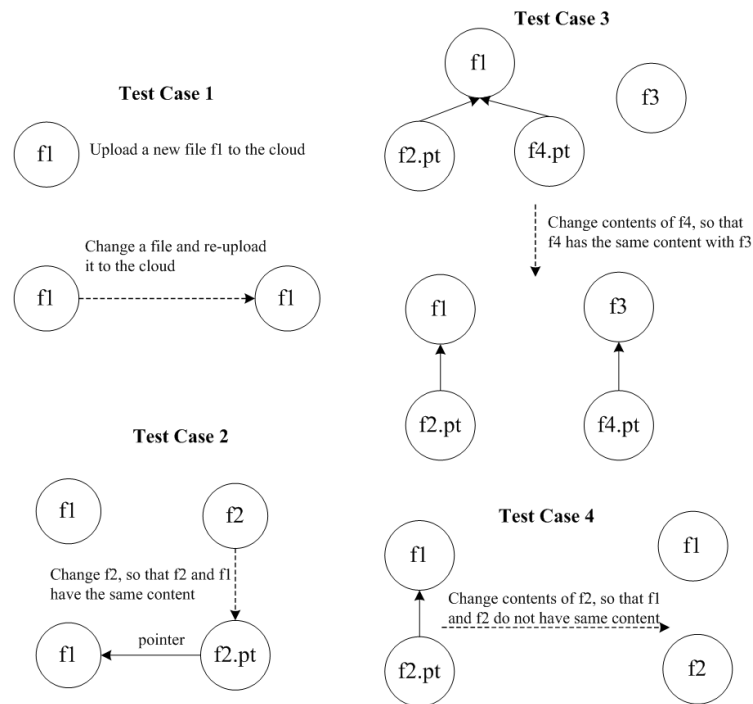 Test Case 1
f1
Upload a new file f1 to the cloud
Change a file and re-upload
it to the cloud
f1
f1
Test Case 2
f1
f2
Change f2, so that f2 and f1
have the same content
f1
pointer
f2.pt
Test Case 3
f1
f3
f2.pt
f4.pt
Change contents of f4, so that
f4 has the same content with f3
f1
f3
f2.pt
f4.pt
Test Case 4
f1
f1
Change contents of f2, so that f1
and f2 do not have same content
f2.pt
f2